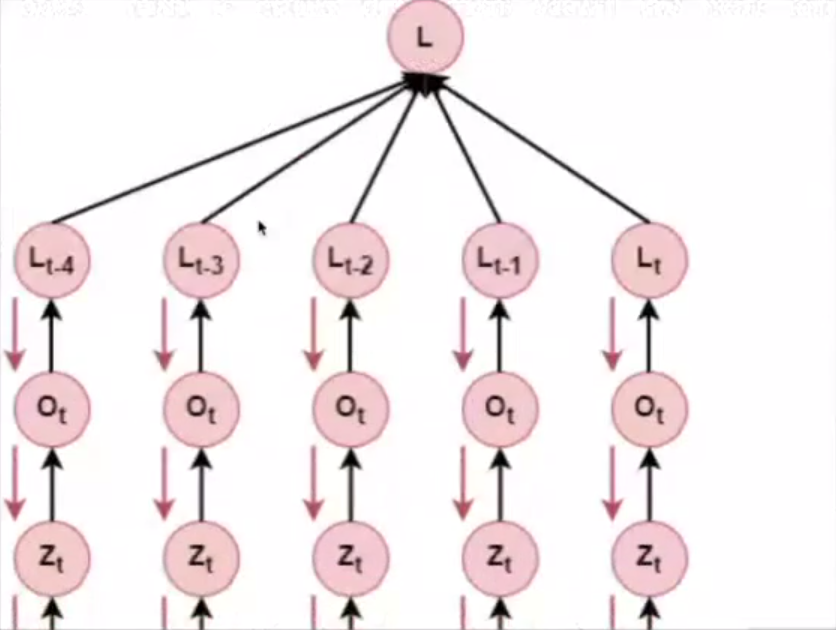 L
L_{t-4} L_{t-3} L_{t-2} L_{t-1} L_t
O_t O_t O_t O_t O_t
Z_t Z_t Z_t Z_t Z_t